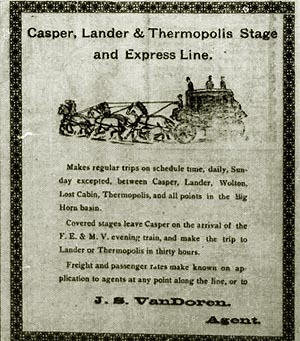 Casper, Lander & Thermopolis Stage
and Express Line.
Makes regular trips on schedule time, daily, Sun-
day excepted, between Casper, Lander, Wolton,
Lost Cabin, Thermopolis, and all points in the Big
Horn basin.
Covered stages leave Casper on the arrival of the
F. E. & M. V. evening train, and make the trip to
Lander or Thermopolis in thirty hours.
Freight and passenger rates make known on ap-
plication to agents at any point along the line, or to
J. S. VanDoren.
Agent.